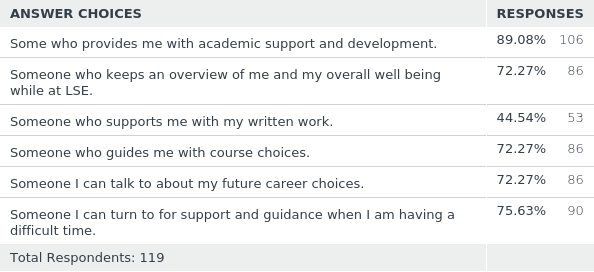 ANSWER CHOICES RESPONSES
Some who provides me with academic support and development. 89.08% 106
Someone who keeps an overview of me and my overall well being 72.27% 86
while at LSE.
Someone who supports me with my written work. 44.54% 53
Someone who guides me with course choices. 72.27% 86
Someone I can talk to about my future career choices. 72.27% 86
Someone I can turn to for support and guidance when I am having a 75.63% 90
difficult time.
Total Respondents: 119